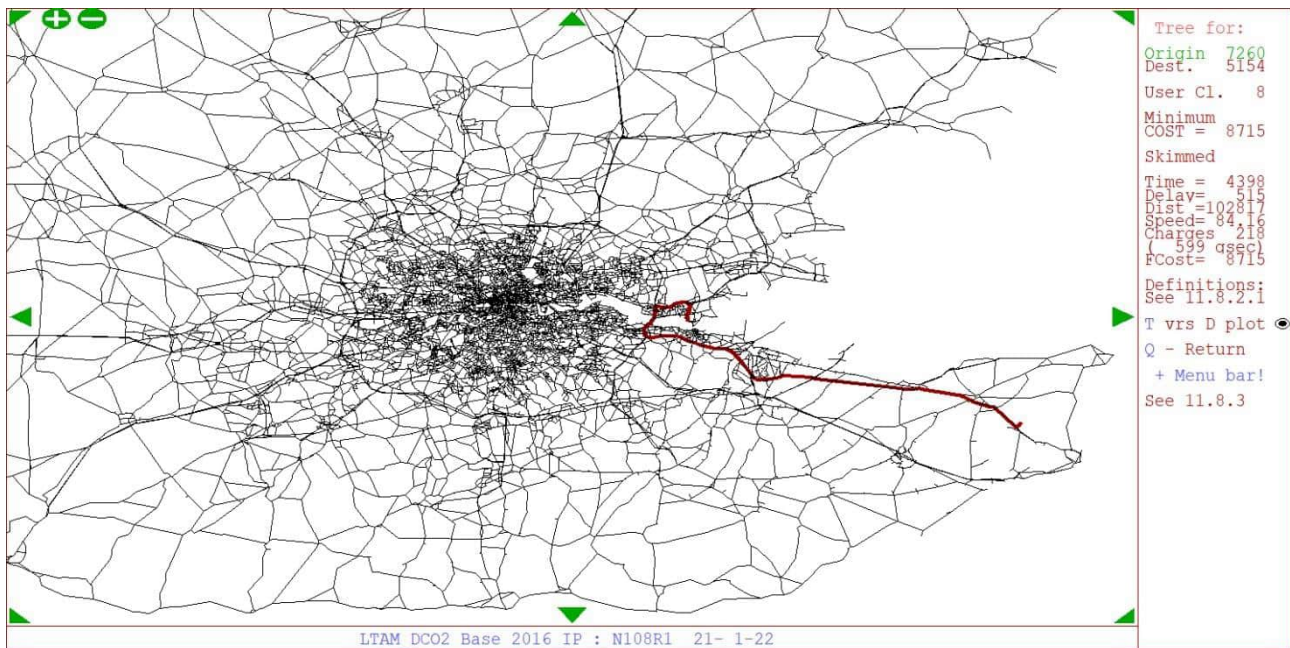 Tree for:
Origin 7260
Dest. 5154
User Cl. 8
Minimum
COST = 8715
Skimmed
Time = 4398
Delay= 515
Dist =102817
Speed= 84.16
Charges 218
( 599 gsec)
FCost= 8715
Definitions:
See 11.8.2.1
T vrs D plot
Q - Return
+ Menu bar!
See 11.8.3
LTAM DCO2 Base 2016 IP : N108R1 21- 1-22